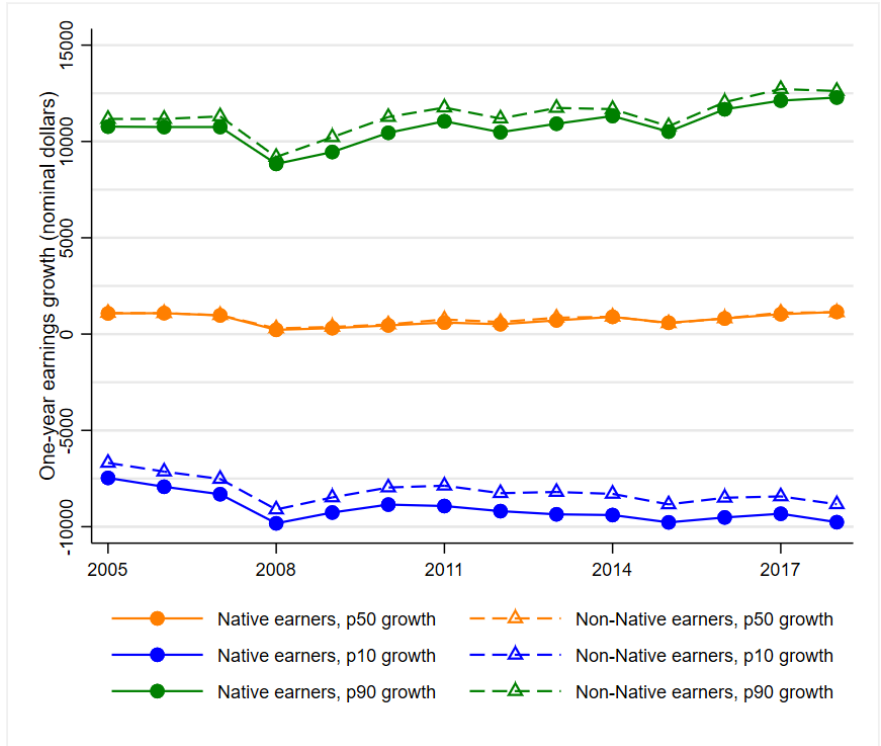 One-year earnings growth (nominal dollars)
15000
10000
5000
0
-5000
-10000
2005 2008 2011 2014 2017
Native earners, p50 growth Non-Native earners, p50 growth
Native earners, p10 growth Non-Native earners, p10 growth
Native earners, p90 growth Non-Native earners, p90 growth